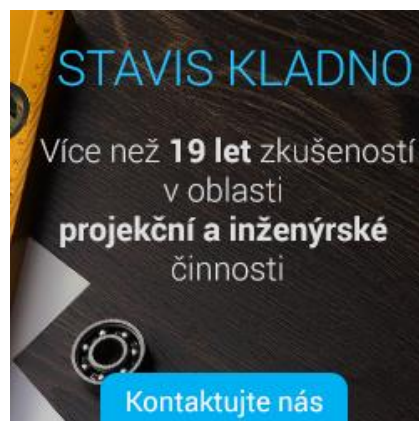 STAVIS KLADNO
Více než 19 let zkušeností
v oblasti
projekční a inženýrské
činnosti
Kontaktujte nás